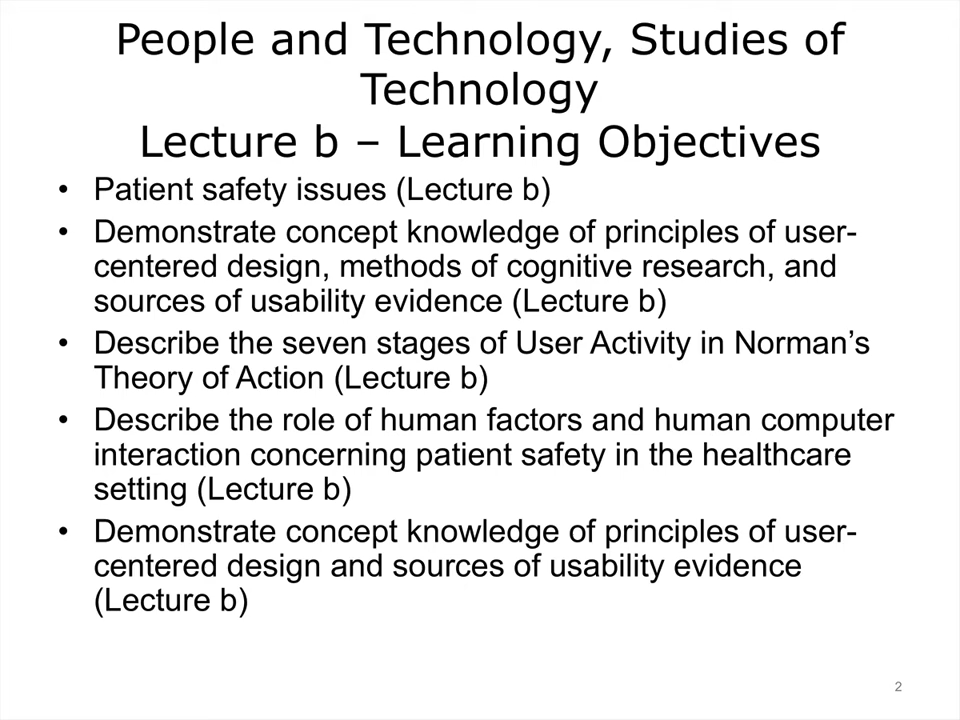 People and Technology, Studies of
Technology
Lecture b – Learning Objectives
• Patient safety issues (Lecture b)
• Demonstrate concept knowledge of principles of user-
centered design, methods of cognitive research, and
sources of usability evidence (Lecture b)
• Describe the seven stages of User Activity in Norman’s
Theory of Action (Lecture b)
• Describe the role of human factors and human computer
interaction concerning patient safety in the healthcare
setting (Lecture b)
• Demonstrate concept knowledge of principles of user-
centered design and sources of usability evidence
(Lecture b)
2